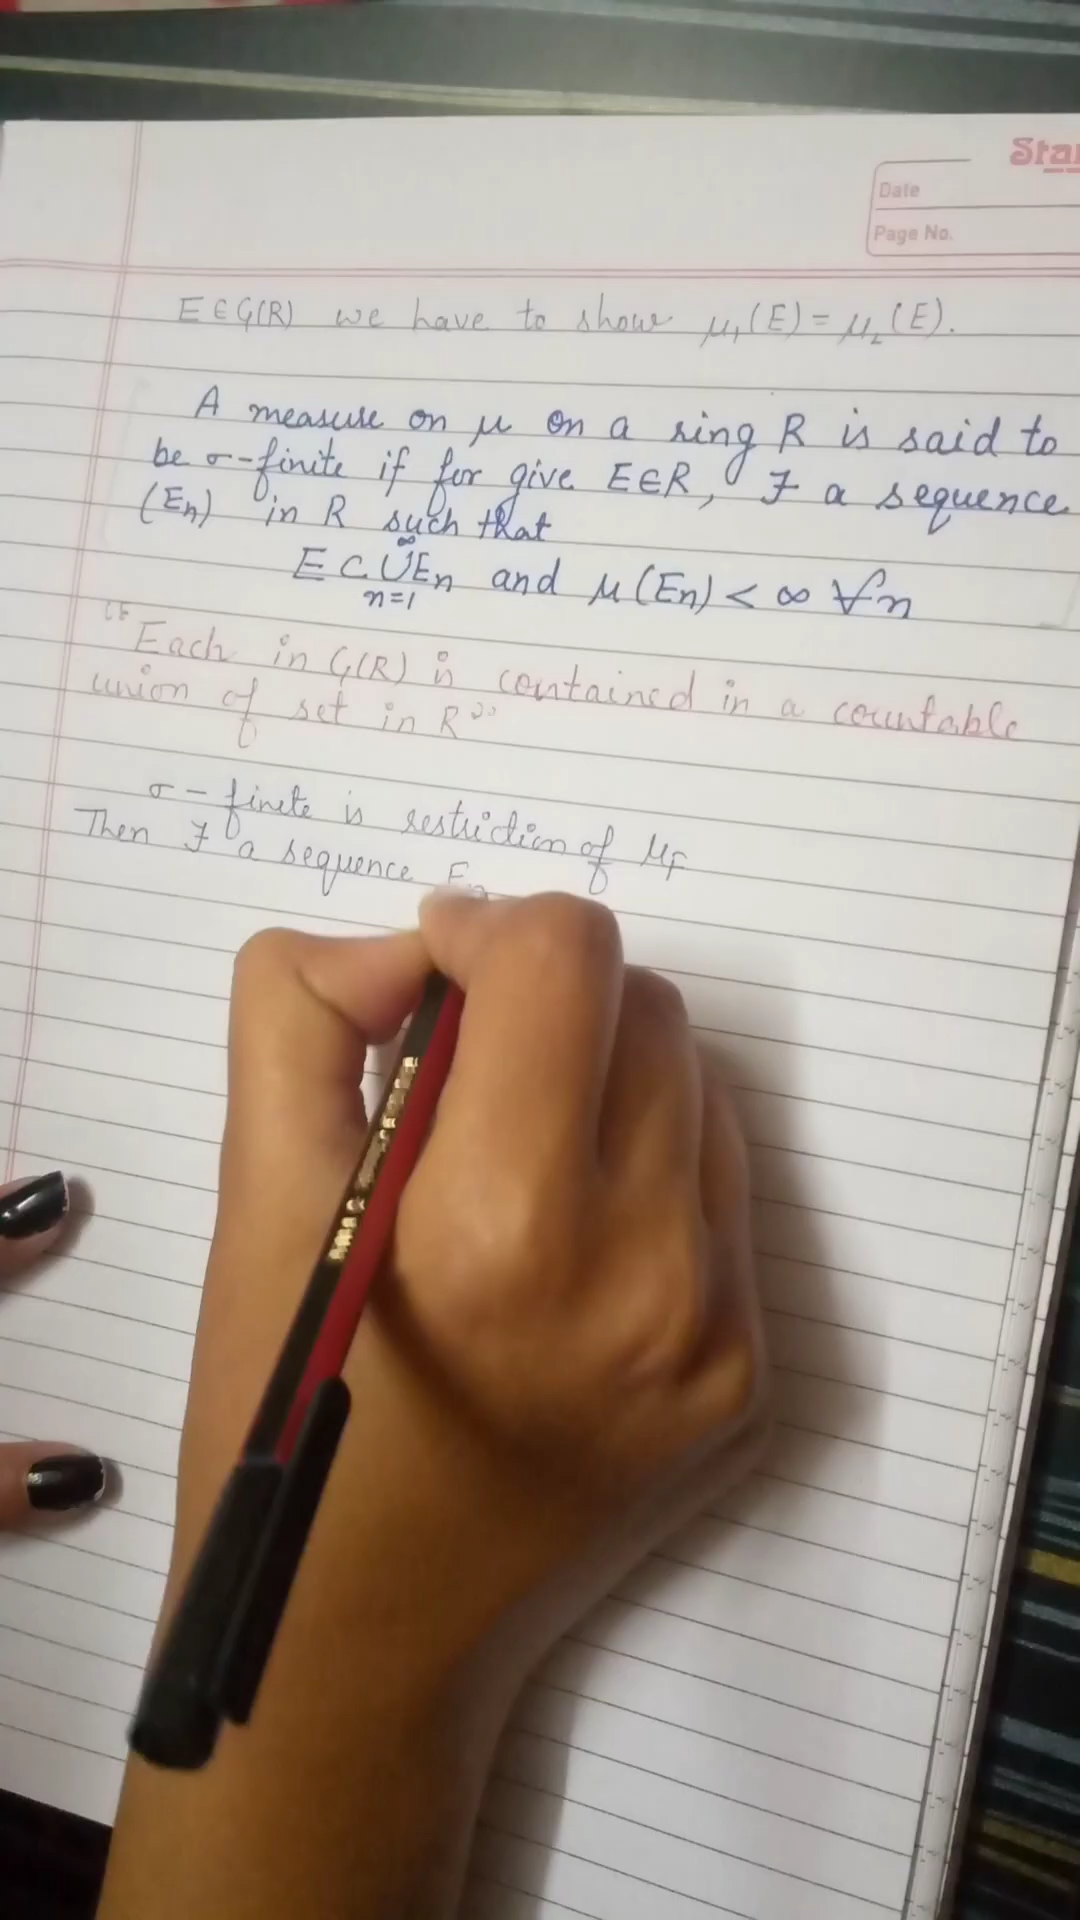 Star
Date
Page No.
E ∈ G(R) we have to show μ₁(E) = μ₂(E).
A measure on μ on a ring R is said to
be σ-finite if for give E∈R, ∃ a sequence
(Eₙ) in R such that
E ⊂ ∞∪n=1 Eₙ and μ(Eₙ) < ∞ ∀n
"Each in G(R) is contained in a countable
union of set in R"
σ-finite is restriction of μF
Then ∃ a sequence